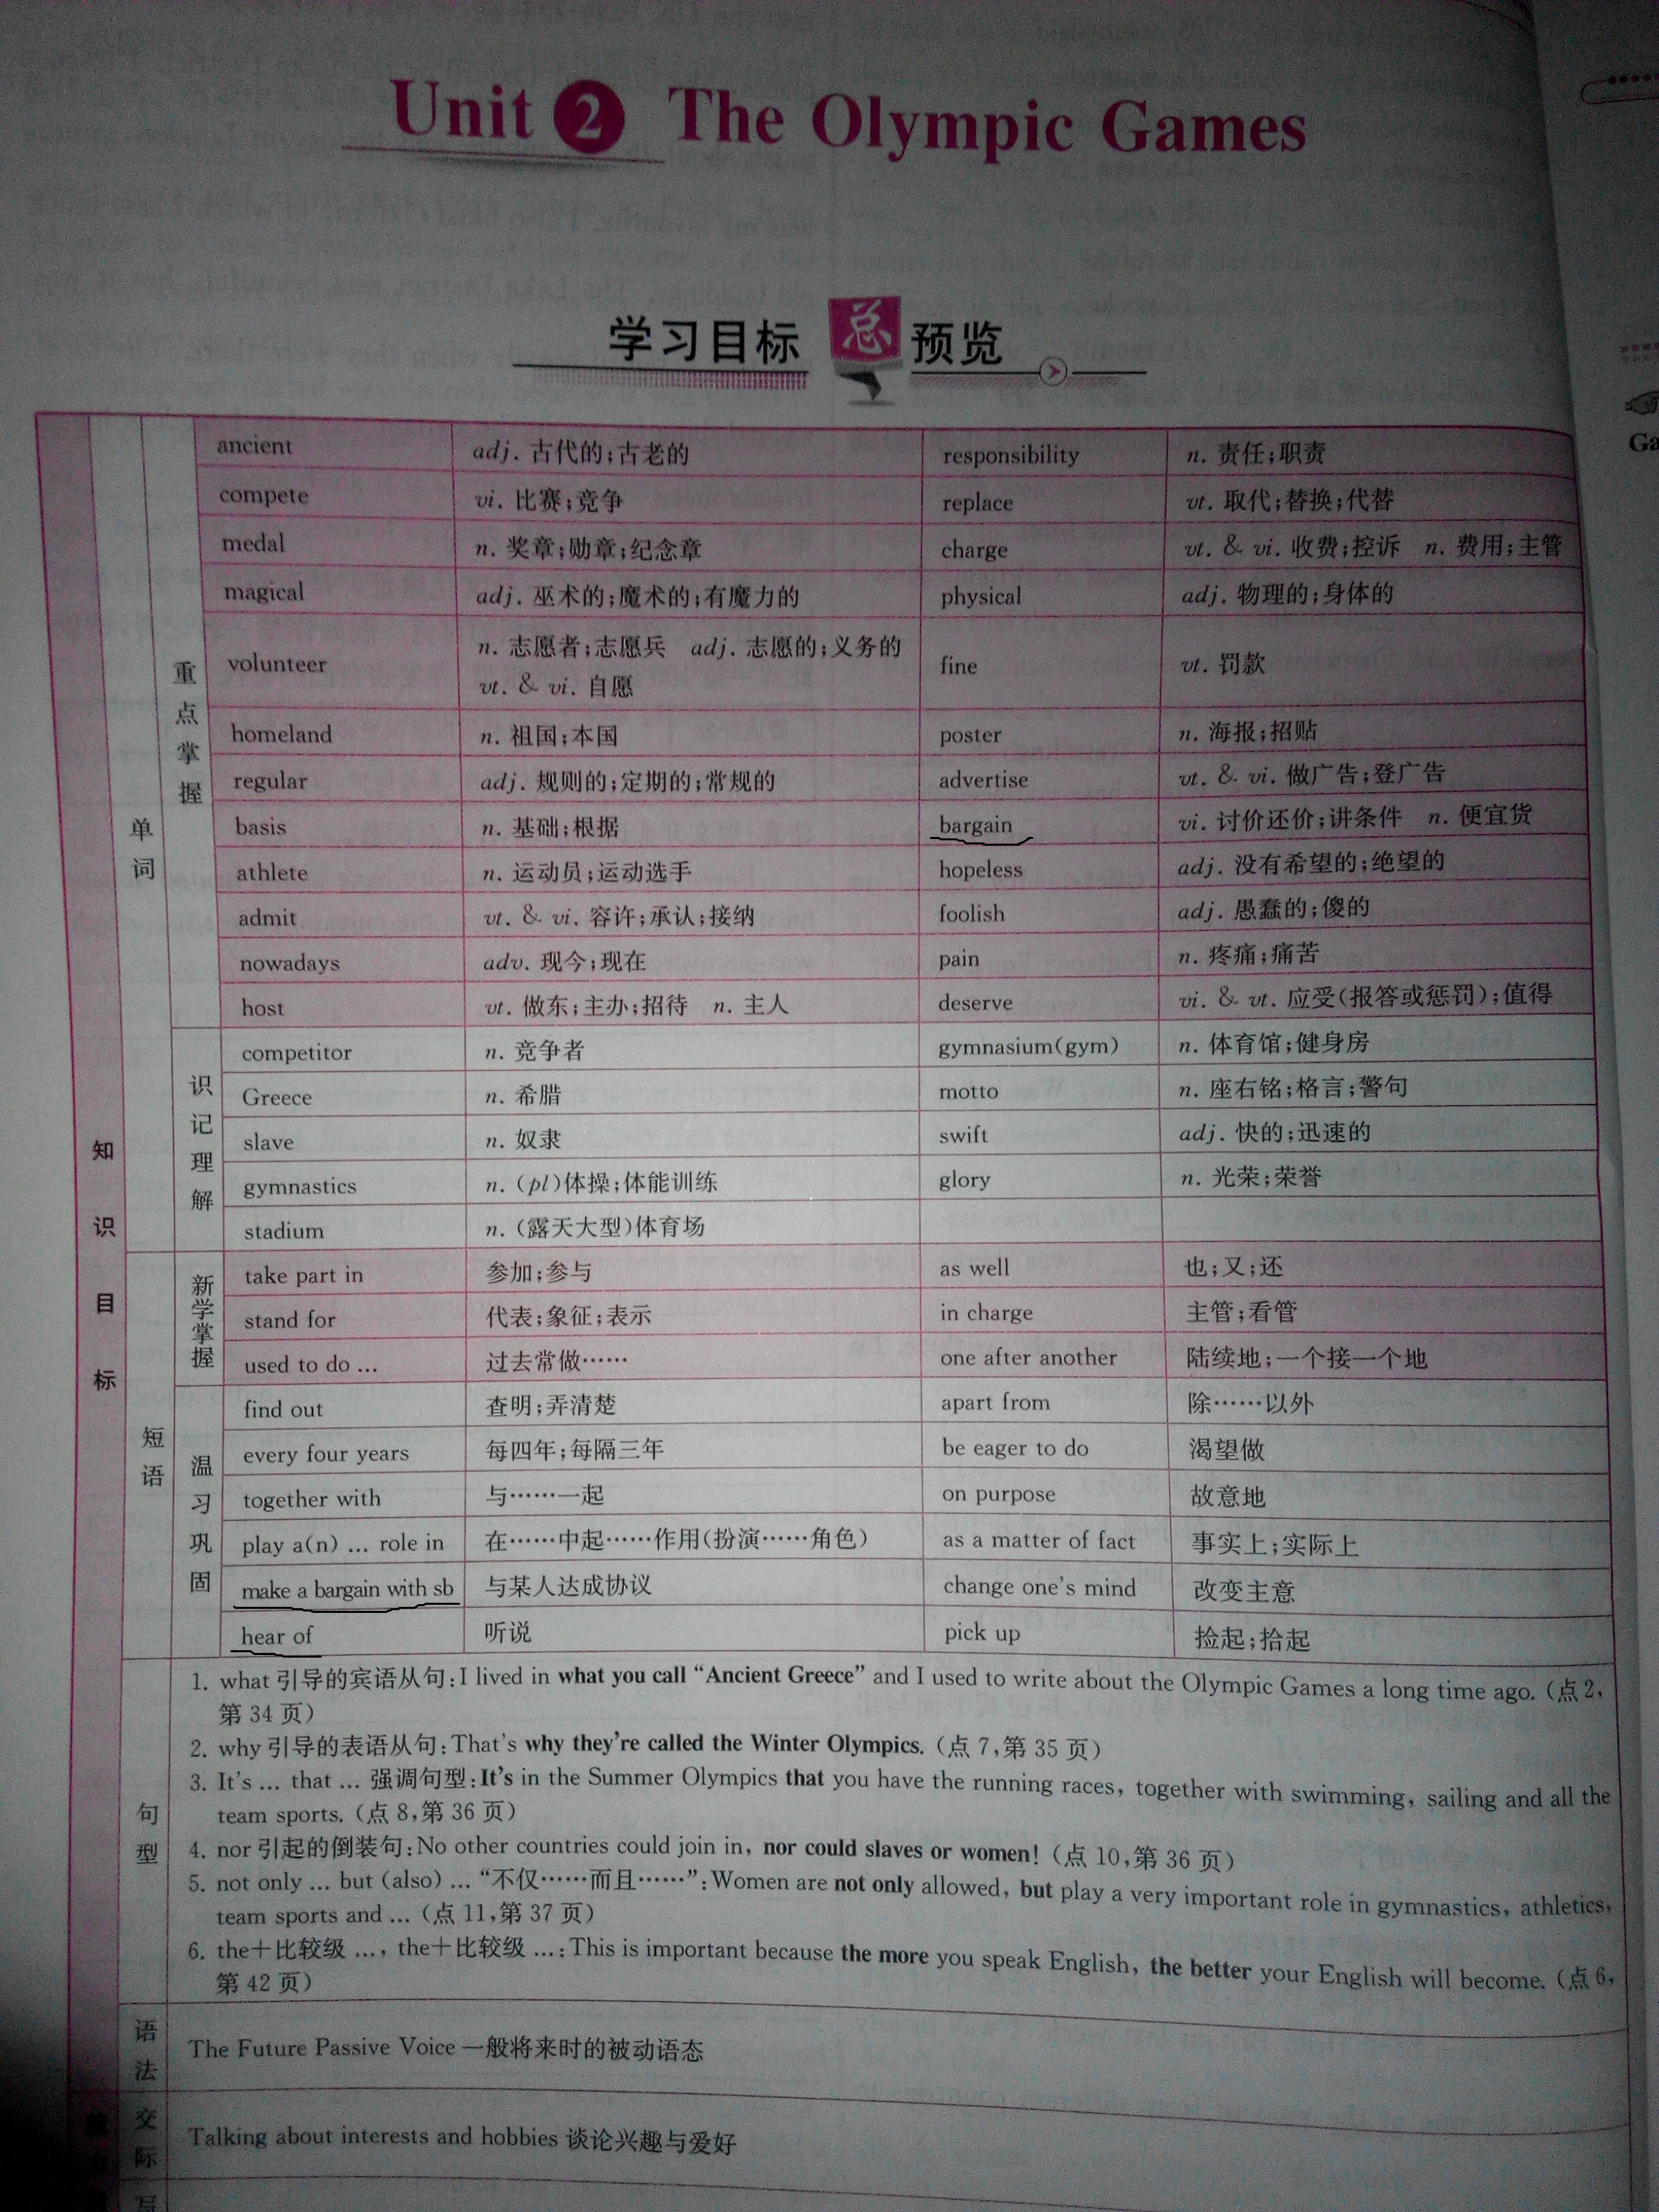 Unit 2 The Olympic Games
学习目标 总 预览
知识目标
单词
重点掌握
ancient adj. 古代的;古老的 responsibility n. 责任;职责
compete vi. 比赛;竞争 replace vt. 取代;替换;代替
medal n. 奖章;勋章;纪念章 charge vt. & vi. 收费;控诉 n. 费用;主管
magical adj. 巫术的;魔术的;有魔力的 physical adj. 物理的;身体的
volunteer n. 志愿者;志愿兵 adj. 志愿的;义务的
vt. & vi. 自愿
fine vt. 罚款
homeland n. 祖国;本国 poster n. 海报;招贴
regular adj. 规则的;定期的;常规的 advertise vt. & vi. 做广告;登广告
basis n. 基础;根据 bargain vi. 讨价还价;讲条件 n. 便宜货
athlete n. 运动员;运动选手 hopeless adj. 没有希望的;绝望的
admit vt. & vi. 容许;承认;接纳 foolish adj. 愚蠢的;傻的
nowadays adv. 现今;现在 pain n. 疼痛;痛苦
host vt. 做东;主办;招待 n. 主人 deserve vi. & vt. 应受(报答或惩罚);值得
识记理解
competitor n. 竞争者 gymnasium(gym) n. 体育馆;健身房
Greece n. 希腊 motto n. 座右铭;格言;警句
slave n. 奴隶 swift adj. 快的;迅速的
gymnastics n. (pl)体操;体能训练 glory n. 光荣;荣誉
stadium n. (露天大型)体育场
短语
新学掌握
take part in 参加;参与 as well 也;又;还
stand for 代表;象征;表示 in charge 主管;看管
used to do ... 过去常做…… one after another 陆续地;一个接一个地
温习巩固
find out 查明;弄清楚 apart from 除……以外
every four years 每四年;每隔三年 be eager to do 渴望做
together with 与……一起 on purpose 故意地
play a(n) ... role in 在……中起……作用(扮演……角色) as a matter of fact 事实上;实际上
make a bargain with sb 与某人达成协议 change one's mind 改变主意
hear of 听说 pick up 捡起;拾起
句型
1. what 引导的宾语从句:I lived in what you call “Ancient Greece” and I used to write about the Olympic Games a long time ago. (点 2,
第 34 页)
2. why 引导的表语从句:That's why they're called the Winter Olympics. (点 7,第 35 页)
3. It's ... that ... 强调句型:It's in the Summer Olympics that you have the running races, together with swimming, sailing and all the
team sports. (点 8,第 36 页)
4. nor 引起的倒装句:No other countries could join in, nor could slaves or women! (点 10,第 36 页)
5. not only ... but (also) ... “不仅……而且……”:Women are not only allowed, but play a very important role in gymnastics, athletics,
team sports and ... (点 11,第 37 页)
6. the+比较级 ..., the+比较级 ...:This is important because the more you speak English, the better your English will become. (点 6,
第 42 页)
语法
The Future Passive Voice 一般将来时的被动语态
交际
Talking about interests and hobbies 谈论兴趣与爱好
写
Ga